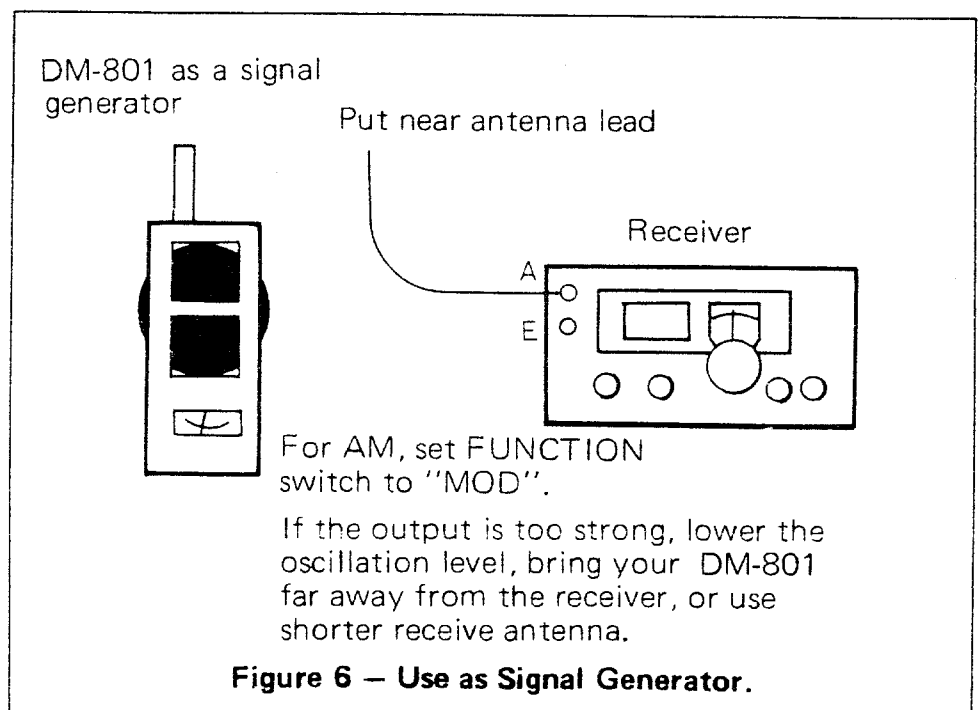 DM-801 as a signal
generator
Put near antenna lead
Receiver
A
E
For AM, set FUNCTION
switch to "MOD".
If the output is too strong, lower the
oscillation level, bring your DM-801
far away from the receiver, or use
shorter receive antenna.
Figure 6 — Use as Signal Generator.